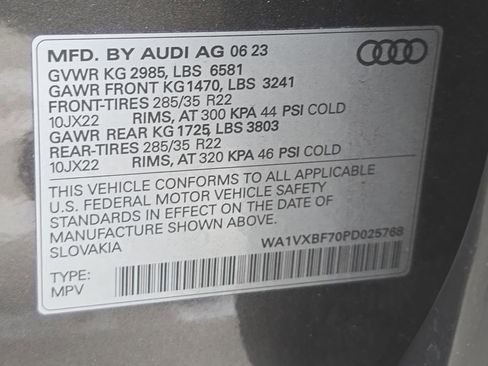 MFD. BY AUDI AG 06 23
GVWR KG 2985, LBS 6581
GAWR FRONT KG 1470, LBS 3241
FRONT-TIRES 285/35 R22
10JX22 RIMS, AT 300 KPA 44 PSI COLD
GAWR REAR KG 1725, LBS 3803
REAR-TIRES 285/35 R22
10JX22 RIMS, AT 320 KPA 46 PSI COLD
THIS VEHICLE CONFORMS TO ALL APPLICABLE
U.S. FEDERAL MOTOR VEHICLE SAFETY
STANDARDS IN EFFECT ON THE DATE OF
MANUFACTURE SHOWN ABOVE.
SLOVAKIA WA1VXBF70PD025768
TYPE:
MPV